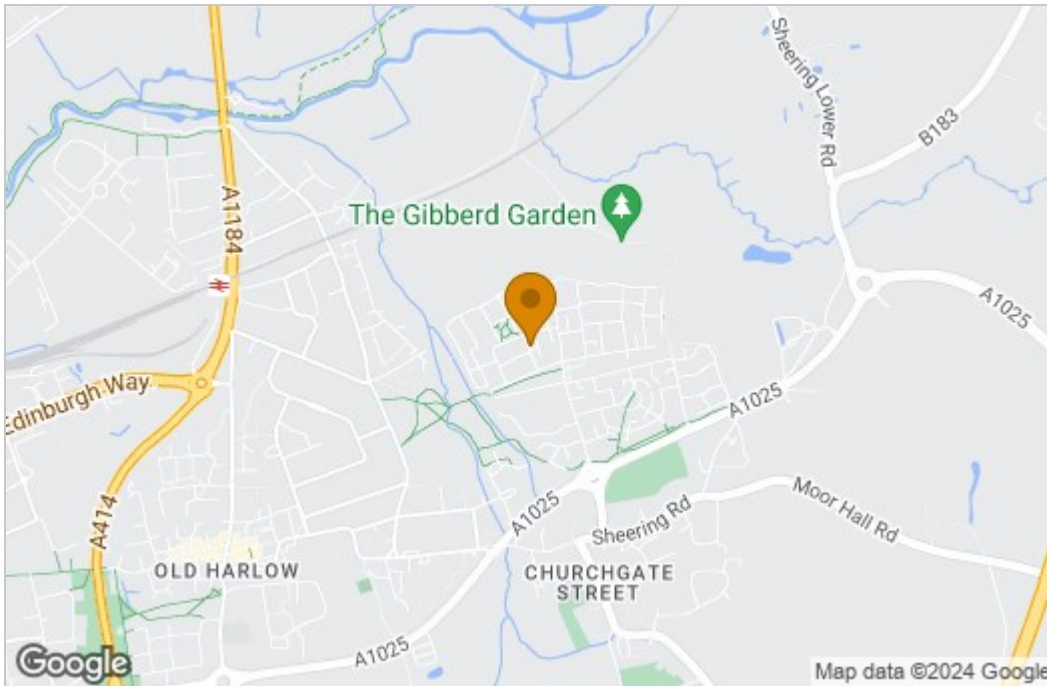 Sheering Lower Rd
B183
A1184
The Gibberd Garden
A1025
Edinburgh Way
A1025
A414
A1025
Moor Hall Rd
Sheering Rd
OLD HARLOW
CHURCHGATE
STREET
A1025
Google
Map data ©2024 Google